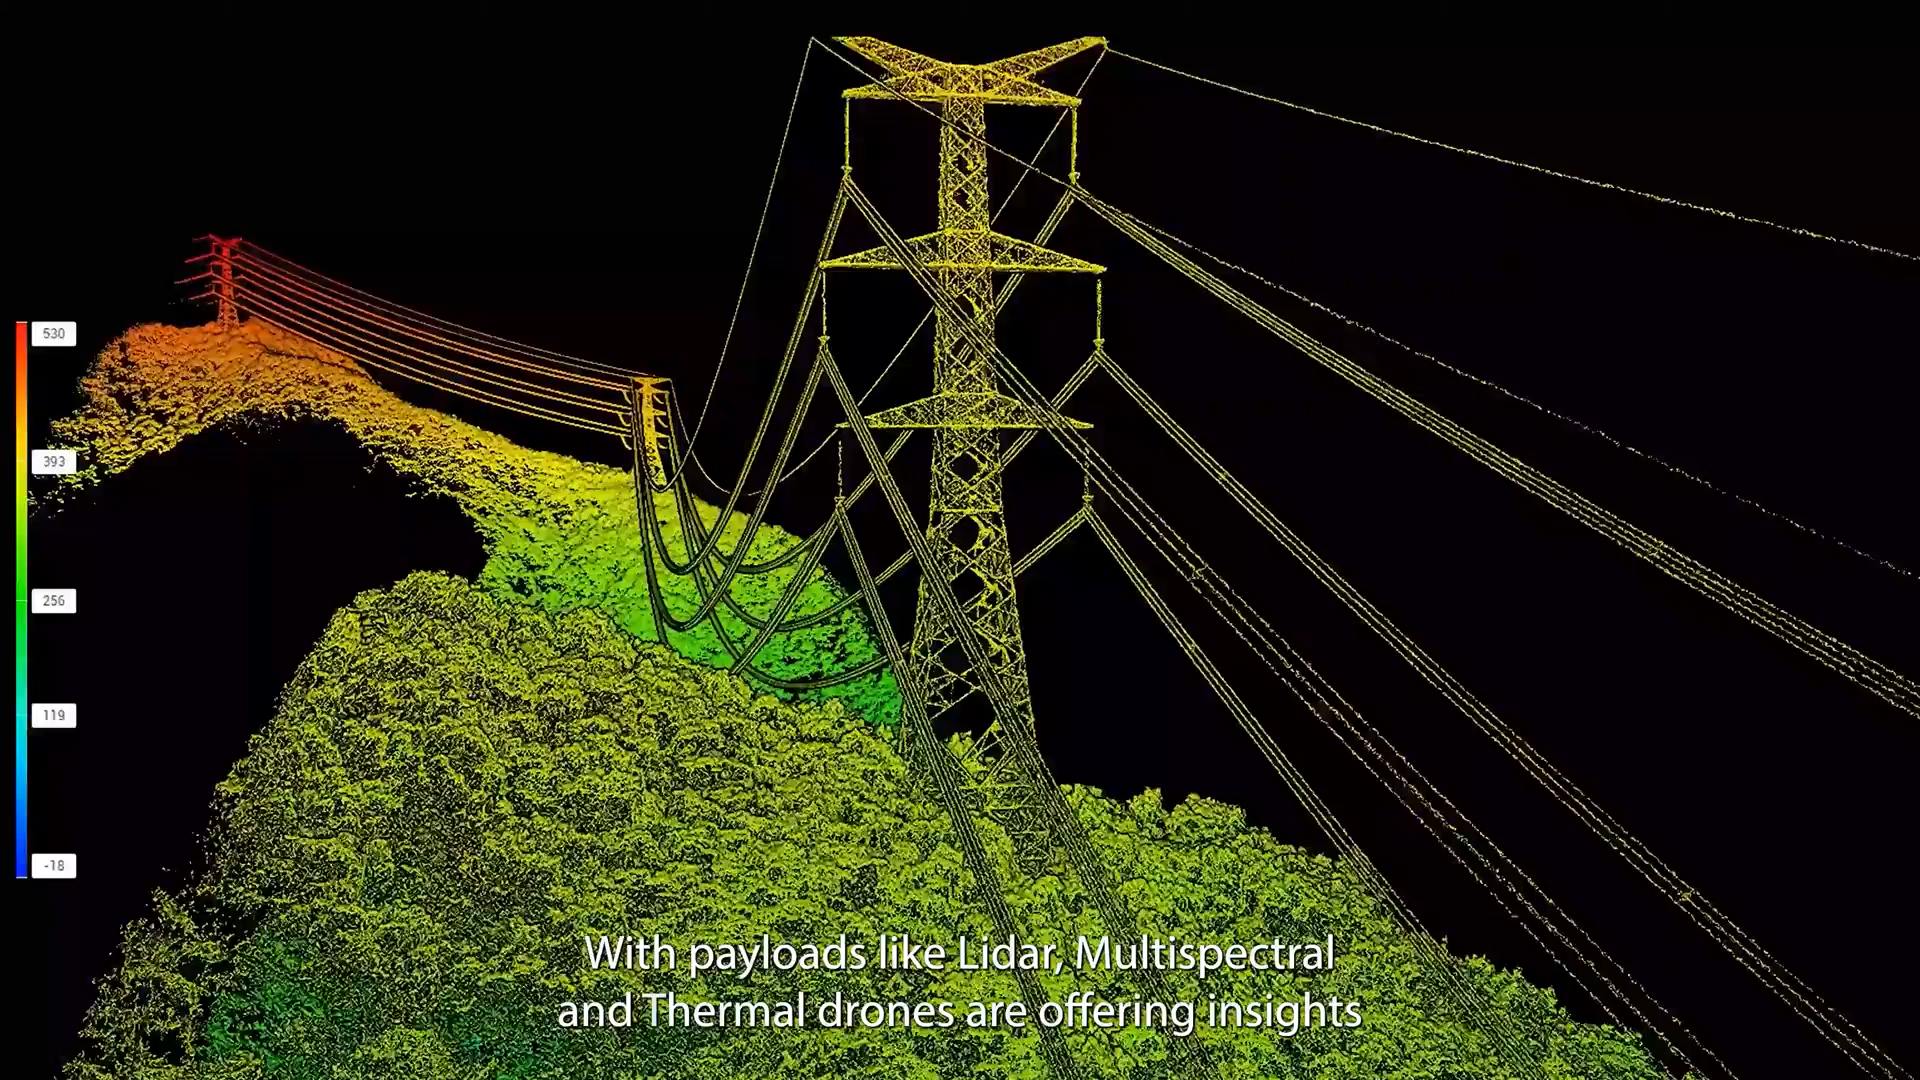 530
393
256
119
-18
With payloads like Lidar, Multispectral
and Thermal drones are offering insights